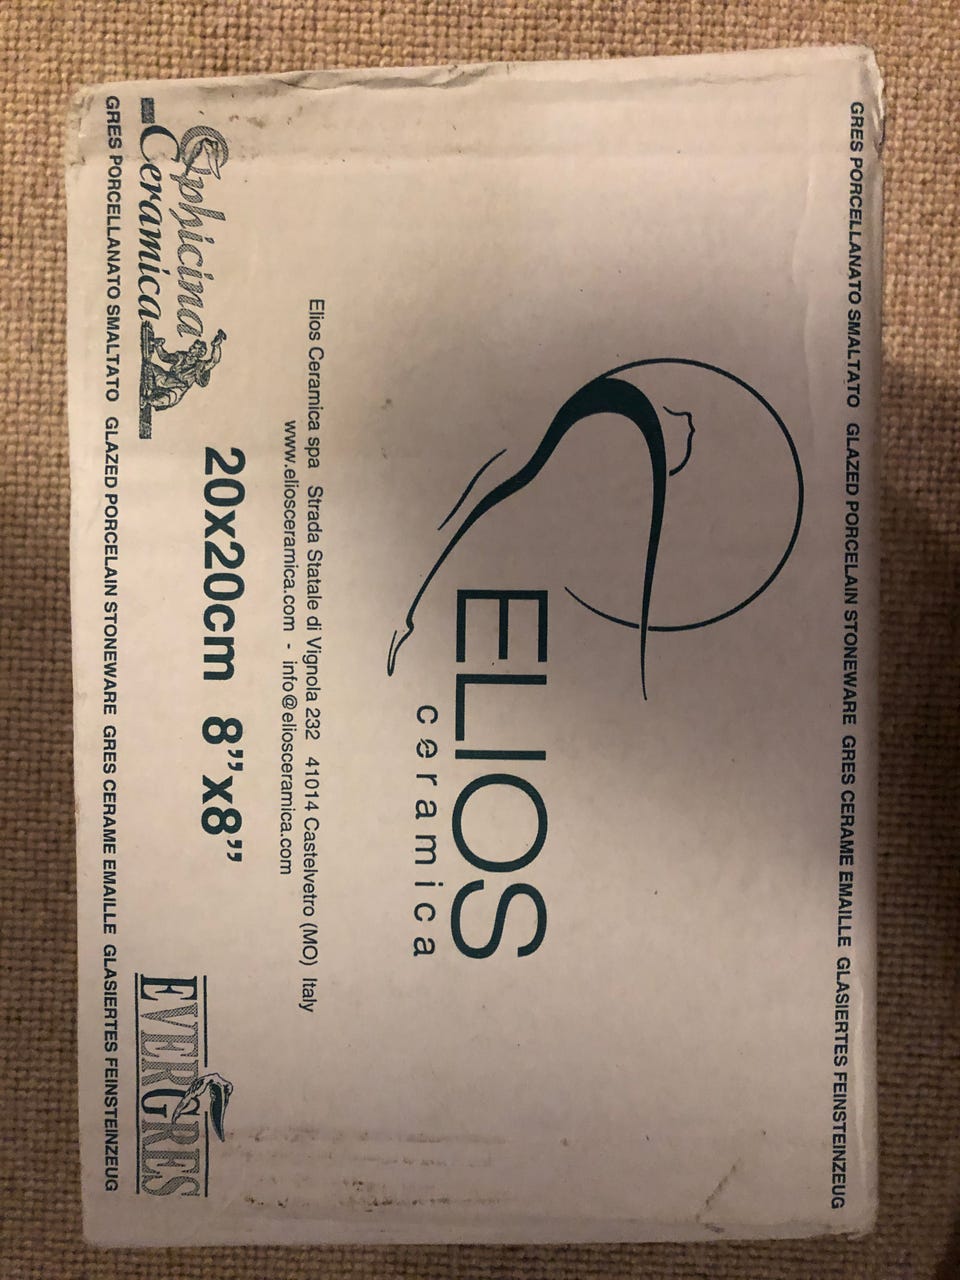 GRES PORCELLANATO SMALTATO GLAZED PORCELAIN STONEWARE GRES CERAME EMAILLE GLASIERTES FEINSTEINZEUG
ELIOS
ceramica
Elios Ceramica spa Strada Statale di Vignola 232 41014 Castelvetro (MO) Italy
www.eliosceramica.com - info@eliosceramica.com
20x20cm 8’’x8’’
Ophicina
Ceramica
EVERGRES
GRES PORCELLANATO SMALTATO GLAZED PORCELAIN STONEWARE GRES CERAME EMAILLE GLASIERTES FEINSTEINZEUG